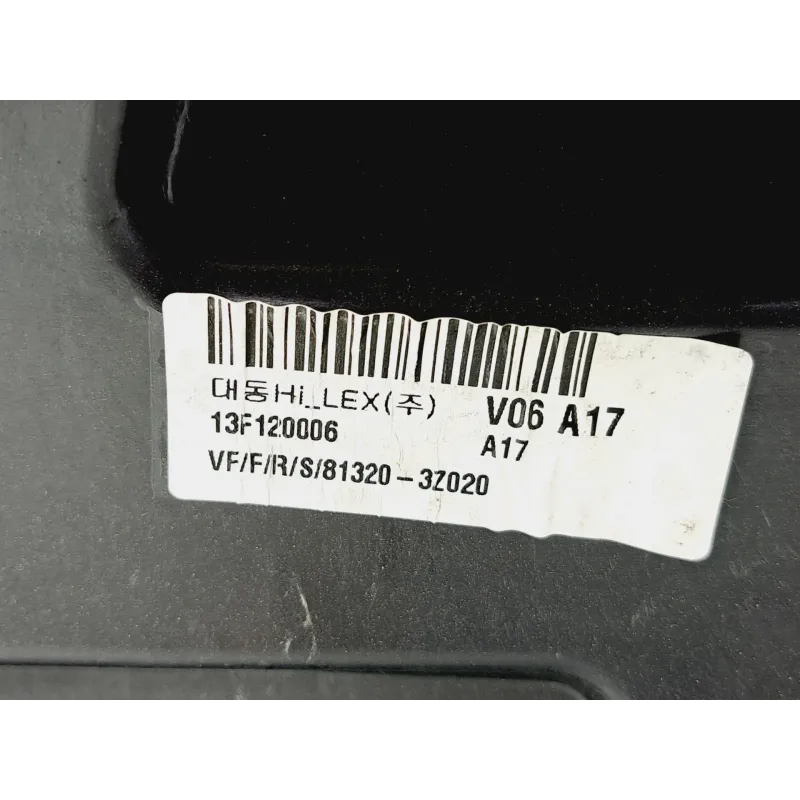 대동Hi_LEX(주) V06 A17
13F120006 A17
VF/F/R/S/81320-3Z020